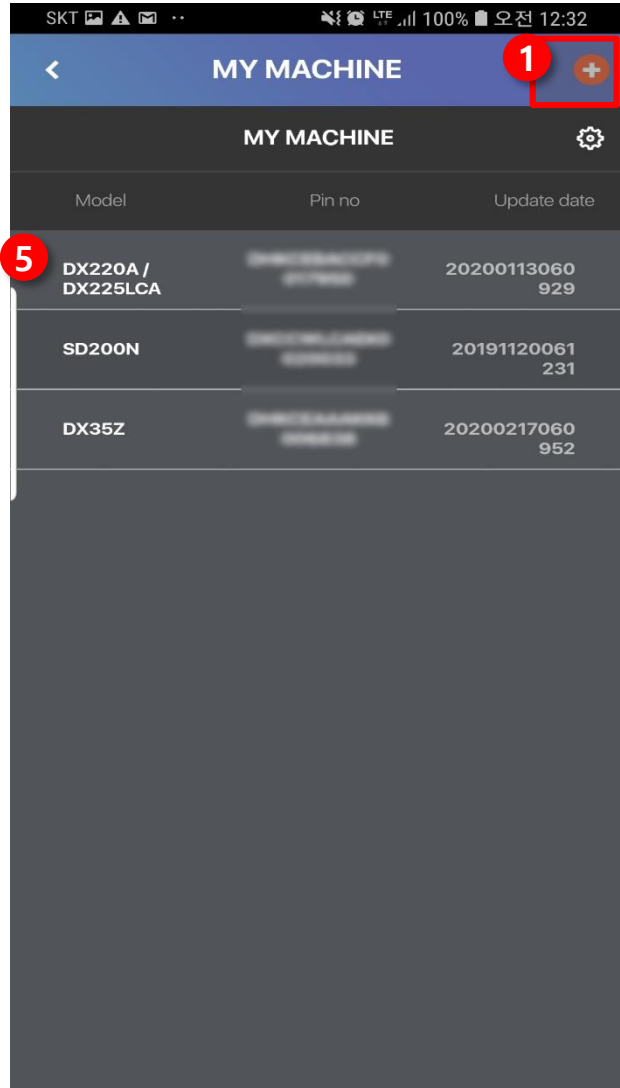 SKT LTE 100% 오전 12:32
MY MACHINE
1
MY MACHINE
Model Pin no Update date
5
DX220A / 20200113060
DX225LCA 929
SD200N 20191120061
231
DX35Z 20200217060
952